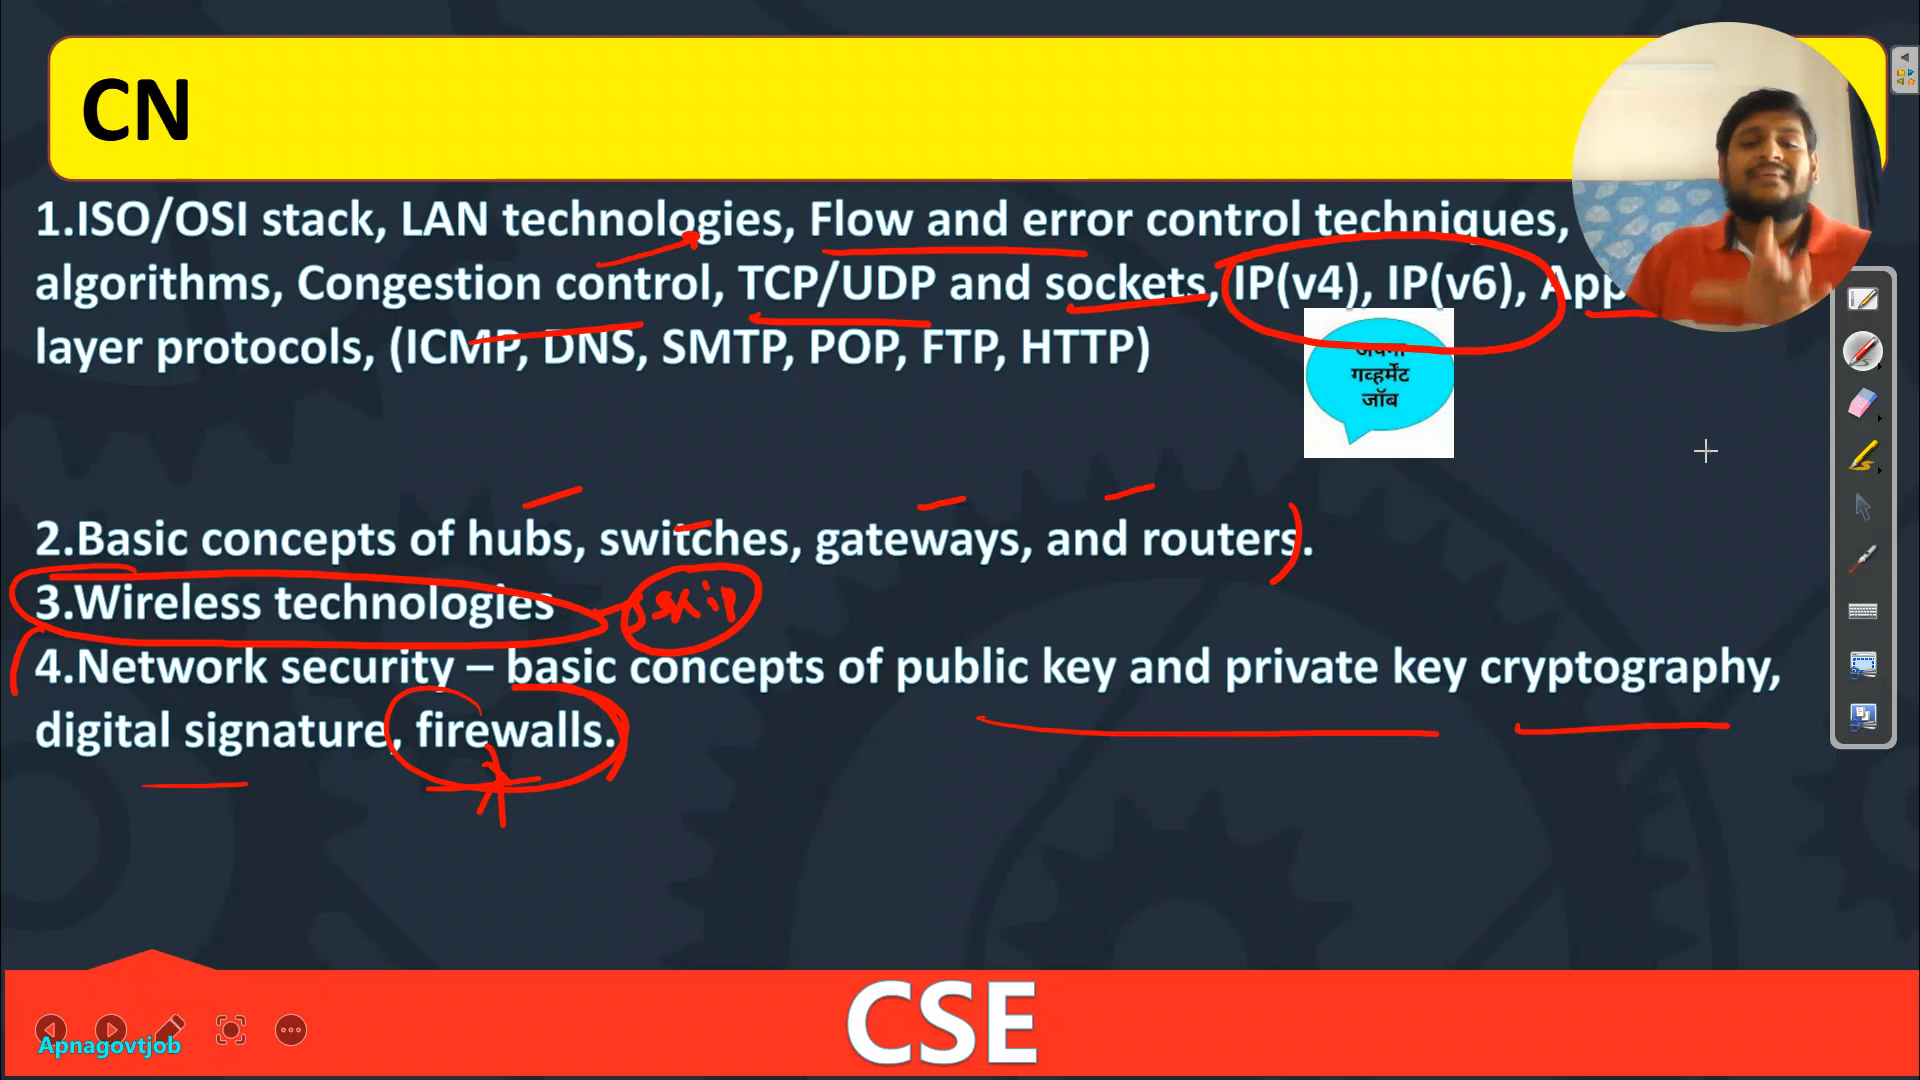 CN
1.ISO/OSI stack, LAN technologies, Flow and error control techniques,
algorithms, Congestion control, TCP/UDP and sockets, IP(v4), IP(v6),
layer protocols, (ICMP, DNS, SMTP, POP, FTP, HTTP)
अपना
गव्हर्मेंट
जॉब
2.Basic concepts of hubs, switches, gateways, and routers.
3.Wireless technologies
skip
4.Network security – basic concepts of public key and private key cryptography,
digital signature, firewalls.
CSE
Apnagovtjob